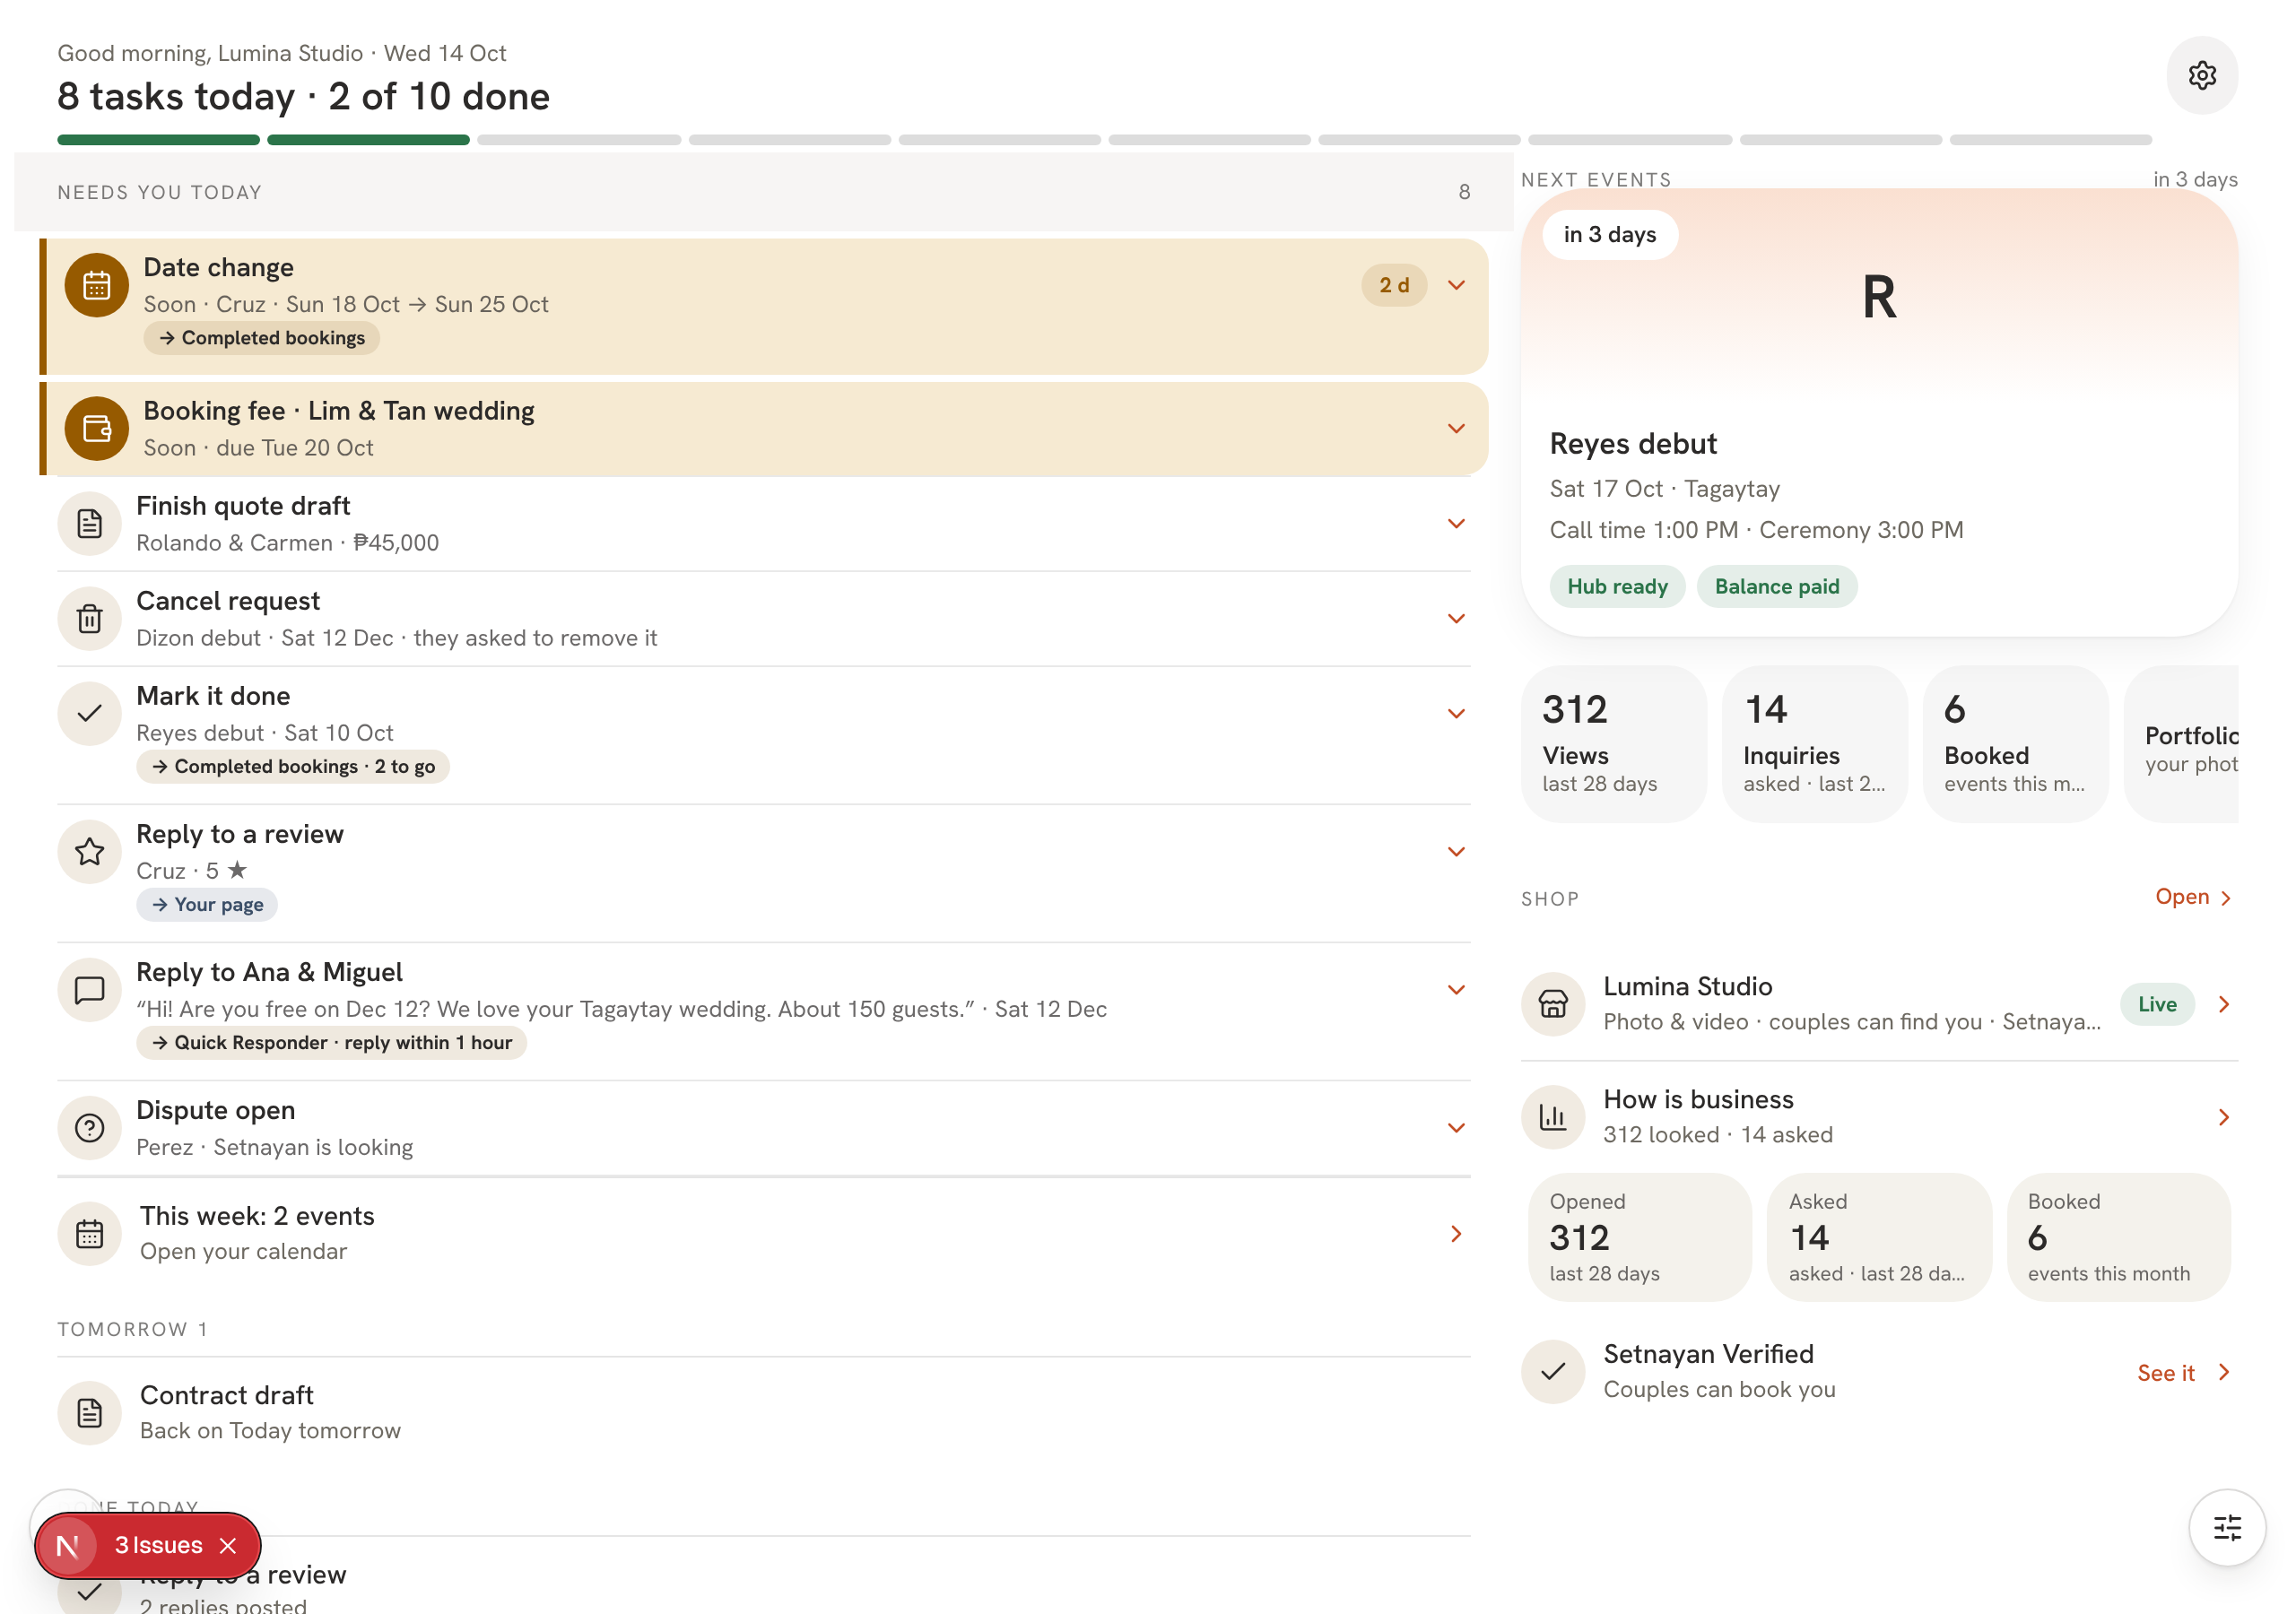 Good morning, Lumina Studio · Wed 14 Oct
8 tasks today · 2 of 10 done
NEEDS YOU TODAY
8
Date change
Soon · Cruz · Sun 18 Oct → Sun 25 Oct
→ Completed bookings
2 d
Booking fee · Lim & Tan wedding
Soon · due Tue 20 Oct
Finish quote draft
Rolando & Carmen · ₱45,000
Cancel request
Dizon debut · Sat 12 Dec · they asked to remove it
Mark it done
Reyes debut · Sat 10 Oct
→ Completed bookings · 2 to go
Reply to a review
Cruz · 5 ★
→ Your page
Reply to Ana & Miguel
“Hi! Are you free on Dec 12? We love your Tagaytay wedding. About 150 guests.” · Sat 12 Dec
→ Quick Responder · reply within 1 hour
Dispute open
Perez · Setnayan is looking
This week: 2 events
Open your calendar
TOMORROW 1
Contract draft
Back on Today tomorrow
TODAY
N 3 Issues
Reply to a review
2 replies posted
NEXT EVENTS
in 3 days
in 3 days
R
Reyes debut
Sat 17 Oct · Tagaytay
Call time 1:00 PM · Ceremony 3:00 PM
Hub ready
Balance paid
312
Views
last 28 days
14
Inquiries
asked · last 2...
6
Booked
events this m...
Portfolio
your phot
SHOP
Open
Lumina Studio
Photo & video · couples can find you · Setnaya...
Live
How is business
312 looked · 14 asked
Opened
312
last 28 days
Asked
14
asked · last 28 da...
Booked
6
events this month
Setnayan Verified
Couples can book you
See it